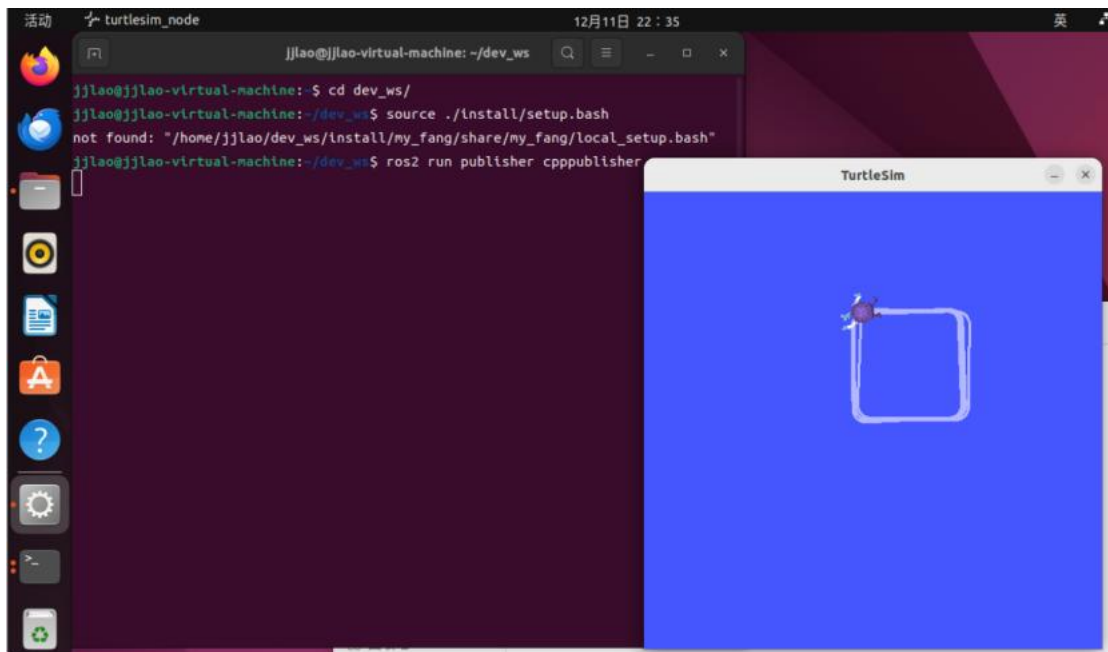 活动
turtlesim_node
12月11日 22：35
英
jjlao@jjlao-virtual-machine: ~/dev_ws
jjlao@jjlao-virtual-machine:~$ cd dev_ws/
jjlao@jjlao-virtual-machine:~/dev_ws$ source ./install/setup.bash
not found: "/home/jjlao/dev_ws/install/my_fang/share/my_fang/local_setup.bash"
jjlao@jjlao-virtual-machine:~/dev_ws$ ros2 run publisher cpppublisher
TurtleSim